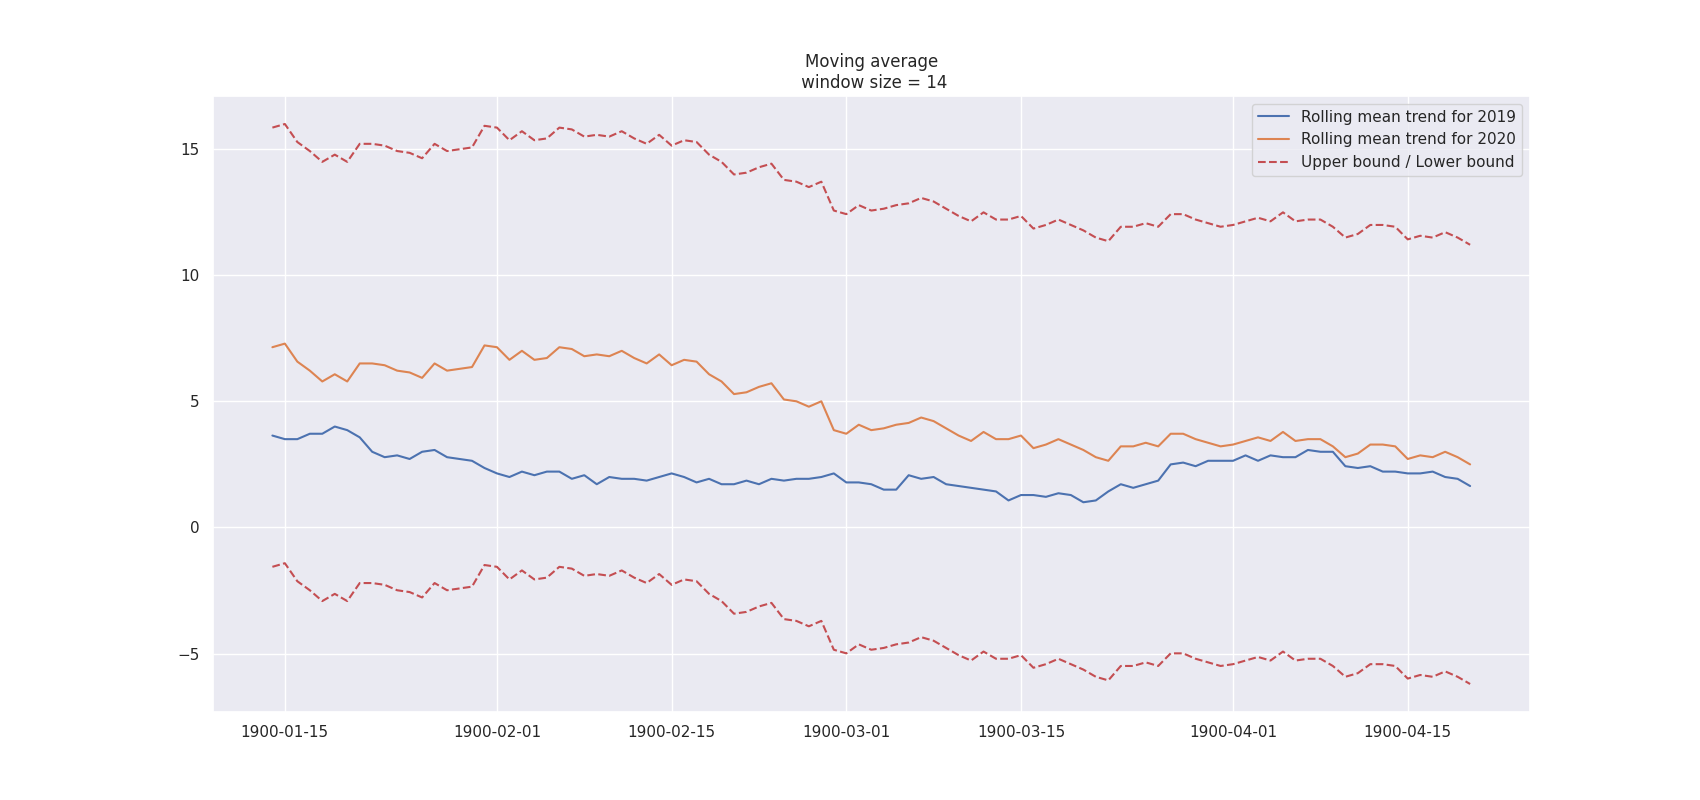 Moving average
window size = 14
Rolling mean trend for 2019
Rolling mean trend for 2020
Upper bound / Lower bound
15
10
5
0
−5
1900-01-15
1900-02-01
1900-02-15
1900-03-01
1900-03-15
1900-04-01
1900-04-15